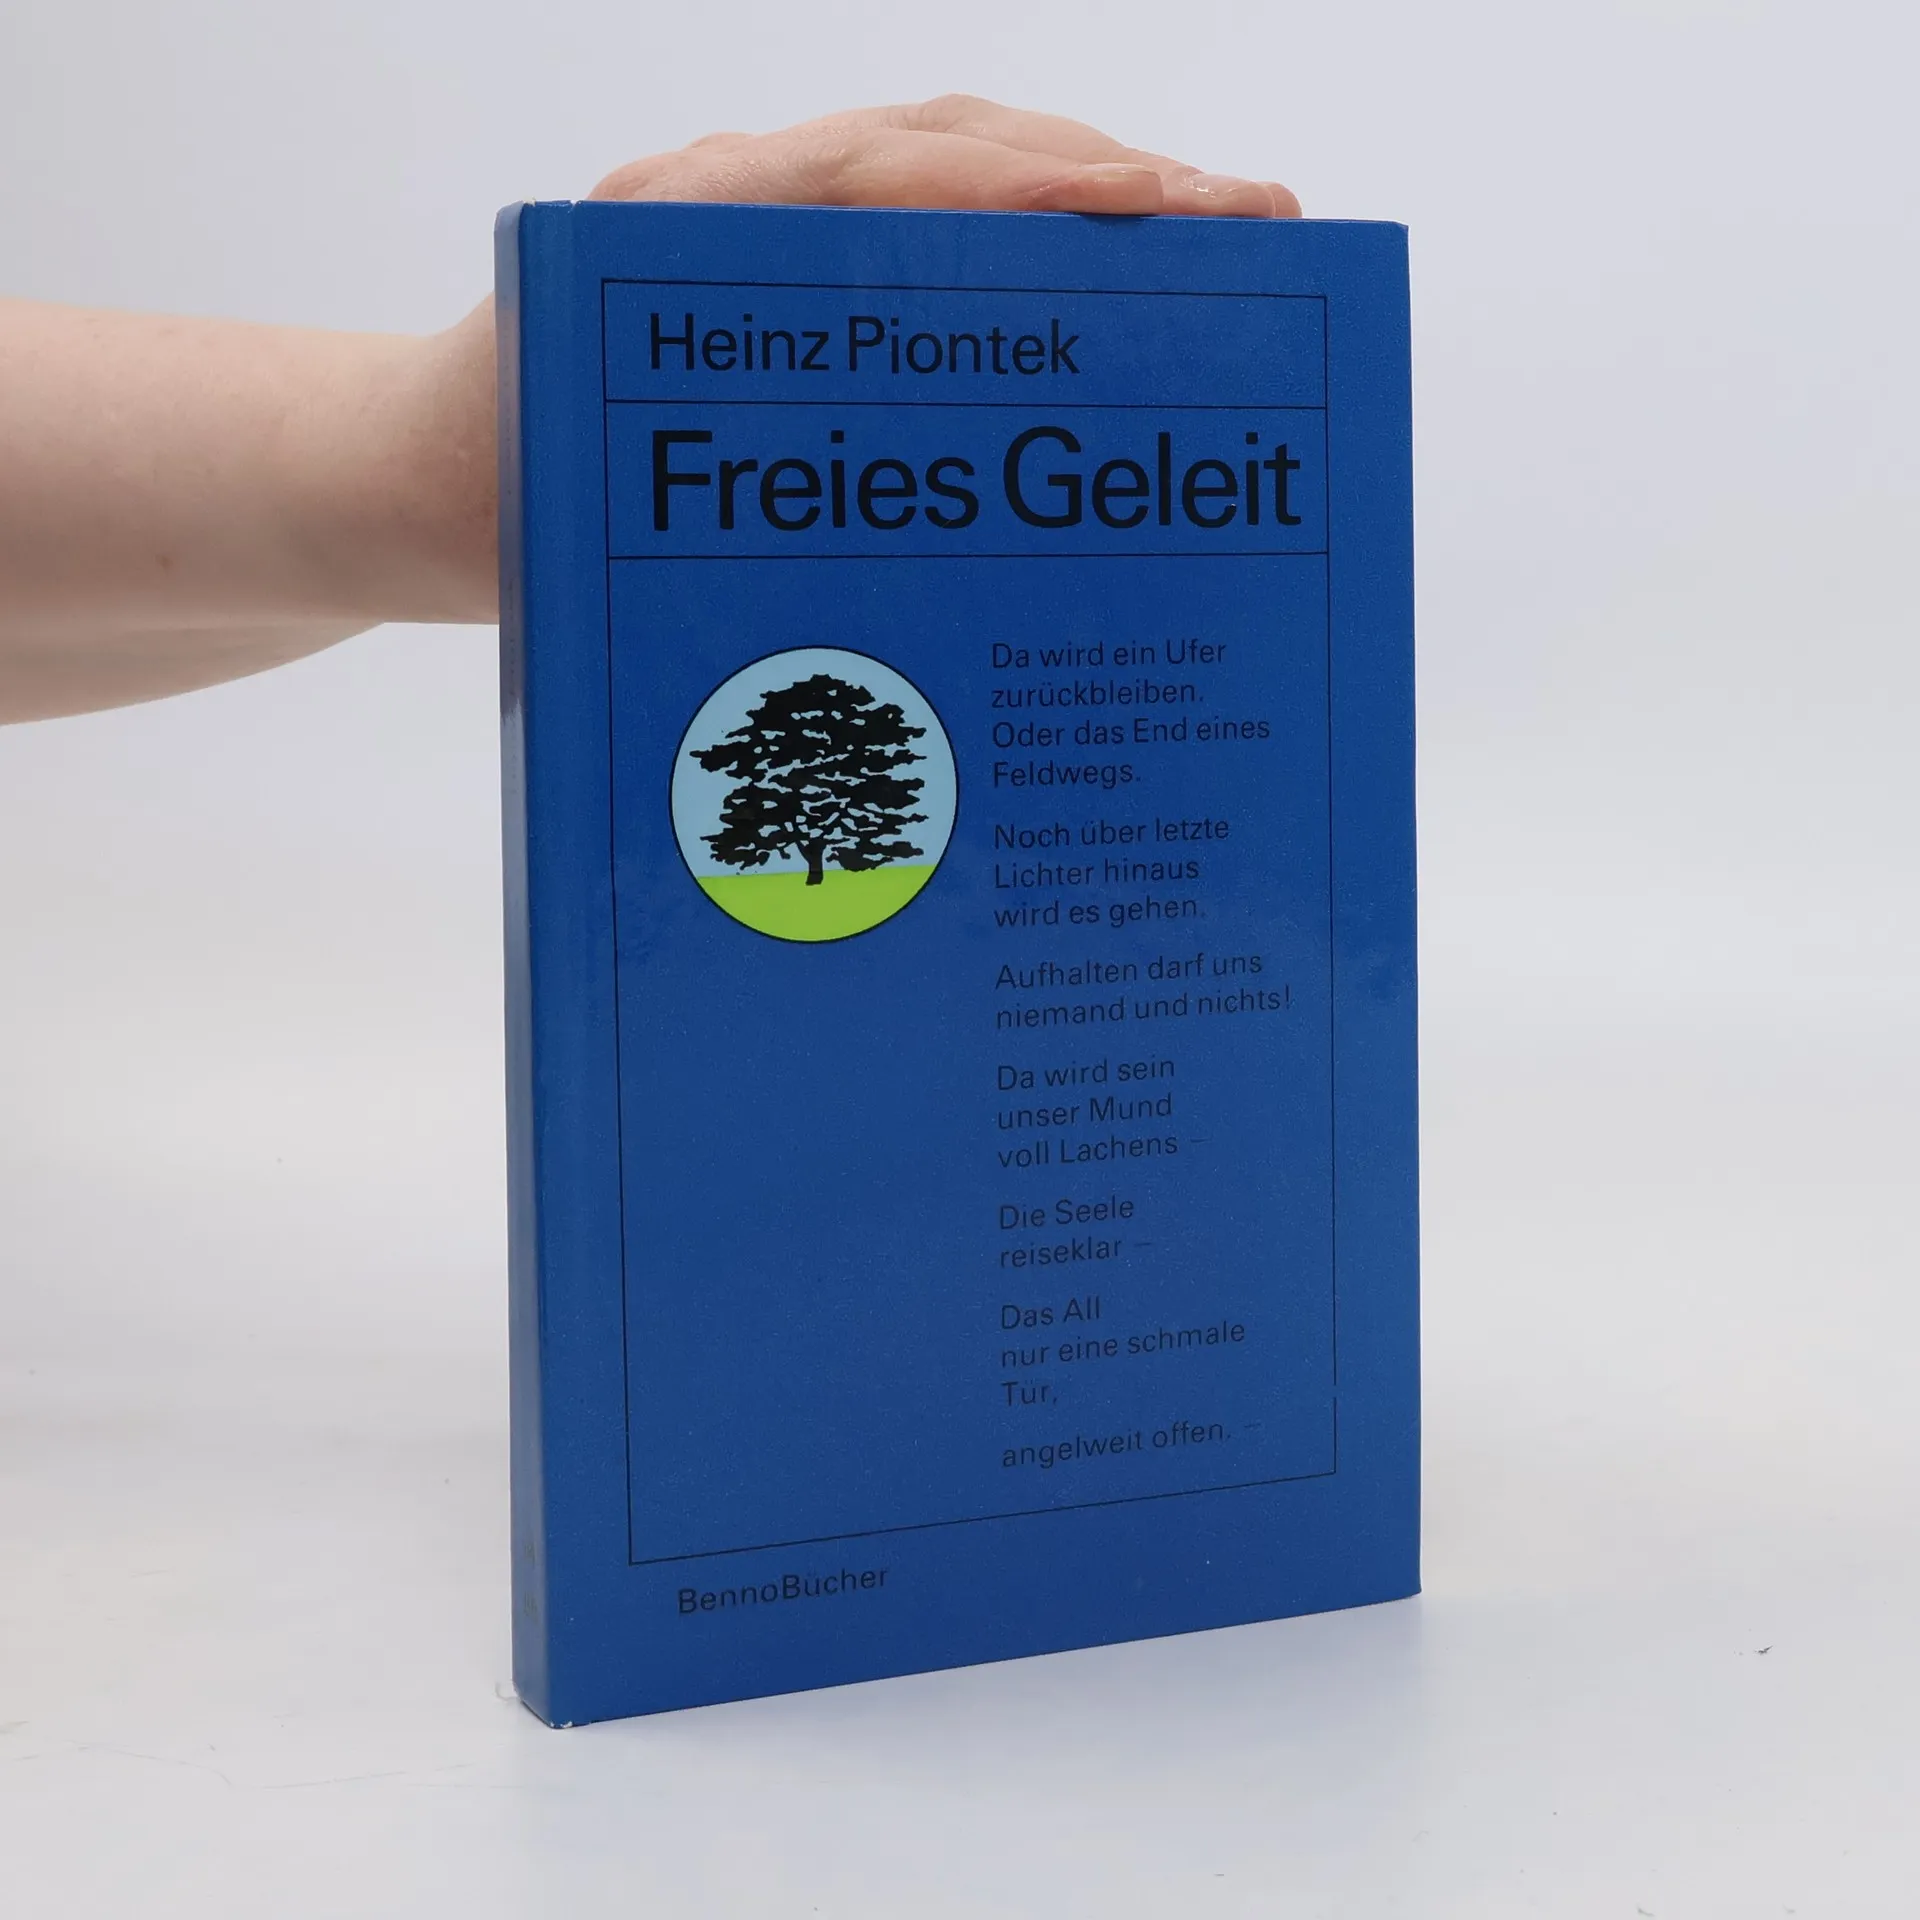 Heinz Piontek
Freies Geleit
Da wird ein Ufer
zurückbleiben.
Oder das End eines
Feldwegs.
Noch über letzte
Lichter hinaus
wird es gehen.
Aufhalten darf uns
niemand und nichts!
Da wird sein
unser Mund
voll Lachens –
Die Seele
reiseklar –
Das All
nur eine schmale
Tür,
angelweit offen. –
BennoBücher